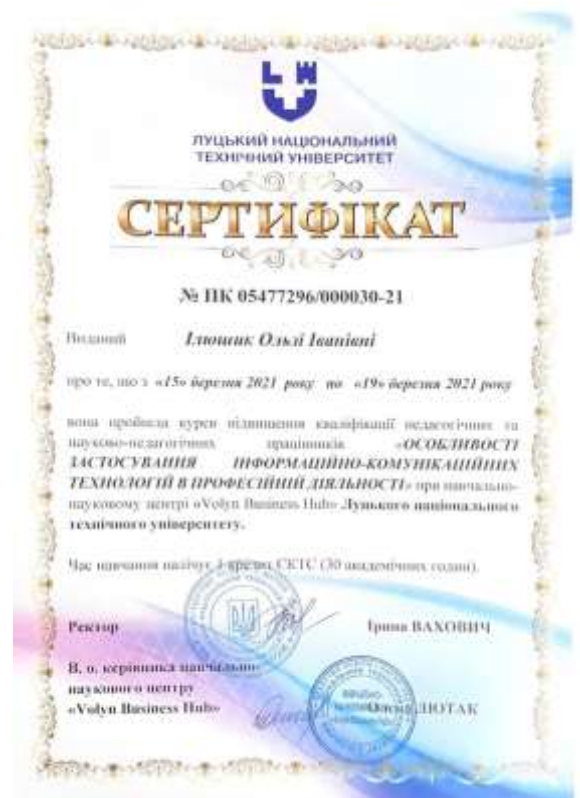 ЛУЦЬКИЙ НАЦІОНАЛЬНИЙ
ТЕХНІЧНИЙ УНІВЕРСИТЕТ
СЕРТИФІКАТ
№ ПК 05477296/000030-21
Виданий Ілюшик Ользі Іванівні
про те, що з «15» березня 2021 року по «19» березня 2021 року
вона пройшла курси підвищення кваліфікації педагогічних та
науково-педагогічних працівників «ОСОБЛИВОСТІ
ЗАСТОСУВАННЯ ІНФОРМАЦІЙНО-КОМУНІКАЦІЙНИХ
ТЕХНОЛОГІЙ В ПРОФЕСІЙНІЙ ДІЯЛЬНОСТІ» при навчально-
науковому центрі «Volyn Business Hub» Луцького національного
технічного університету.
Час навчання налічує 1 кредит ЄКТС (30 академічних годин).
Ректор Ірина ВАХОВИЧ
В. о. керівника навчально-
наукового центру
«Volyn Business Hub» ЛЮТАК